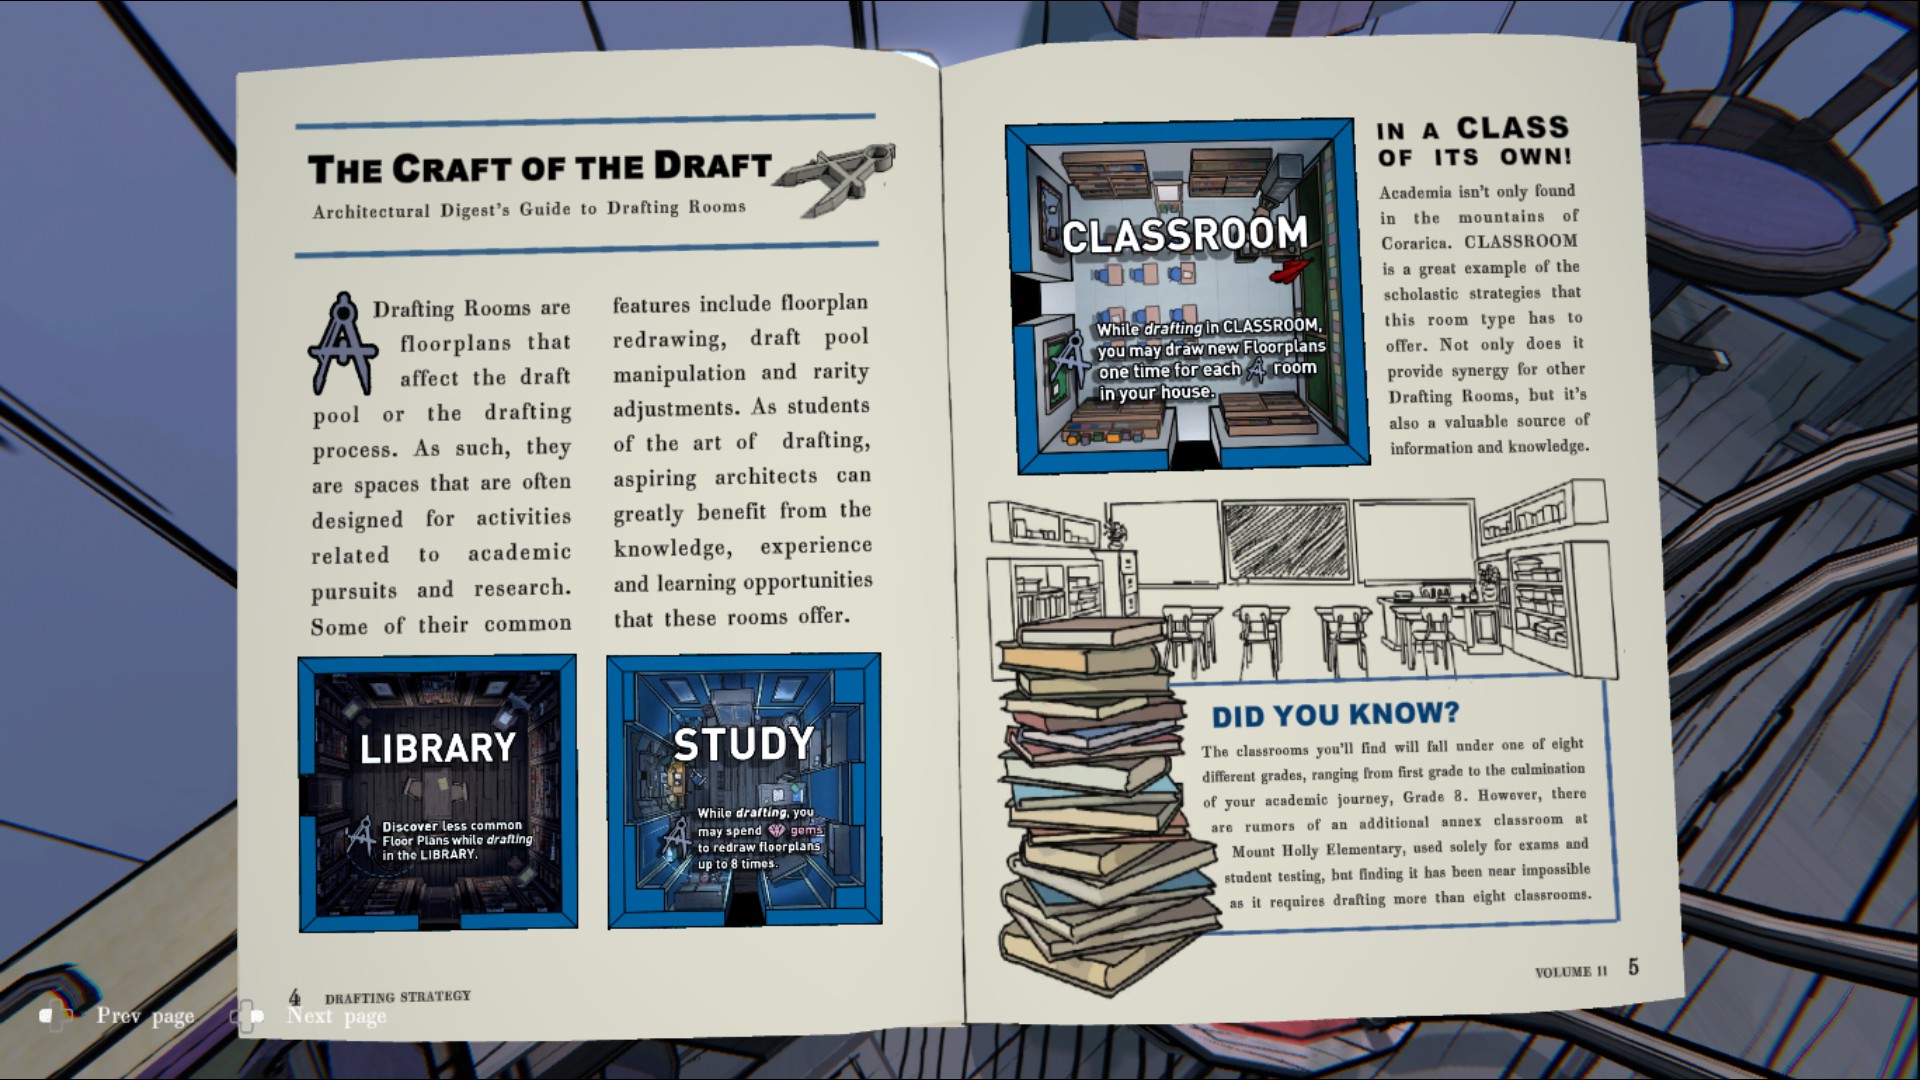 THE CRAFT OF THE DRAFT
Architectural Digest's Guide to Drafting Rooms
Drafting Rooms are
floorplans that
affect the draft
pool or the drafting
process. As such, they
are spaces that are often
designed for activities
related to academic
pursuits and research.
Some of their common
features include floorplan
redrawing, draft pool
manipulation and rarity
adjustments. As students
of the art of drafting,
aspiring architects can
greatly benefit from the
knowledge, experience
and learning opportunities
that these rooms offer.
LIBRARY
Discover less common
Floor Plans while drafting
in the LIBRARY.
STUDY
While drafting, you
may spend gems
to redraw floorplans
up to 8 times.
4 DRAFTING STRATEGY
Prev page
Next page
CLASSROOM
While drafting in CLASSROOM,
you may draw new Floorplans
one time for each room
in your house.
IN A CLASS
OF ITS OWN!
Academia isn't only found
in the mountains of
Corarica. CLASSROOM
is a great example of the
scholastic strategies that
this room type has to
offer. Not only does it
provide synergy for other
Drafting Rooms, but it's
also a valuable source of
information and knowledge.
DID YOU KNOW?
The classrooms you'll find will fall under one of eight
different grades, ranging from first grade to the culmination
of your academic journey, Grade 8. However, there
are rumors of an additional annex classroom at
Mount Holly Elementary, used solely for exams and
student testing, but finding it has been near impossible
as it requires drafting more than eight classrooms.
VOLUME 11 5